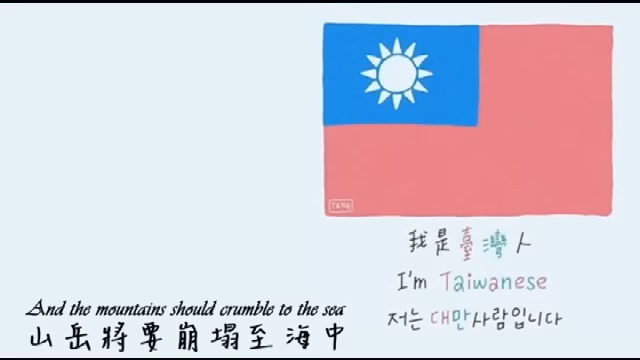 TANG
我是臺灣人
I'm Taiwanese
저는 대만사람입니다
And the mountains should crumble to the sea
山岳將要崩塌至海中